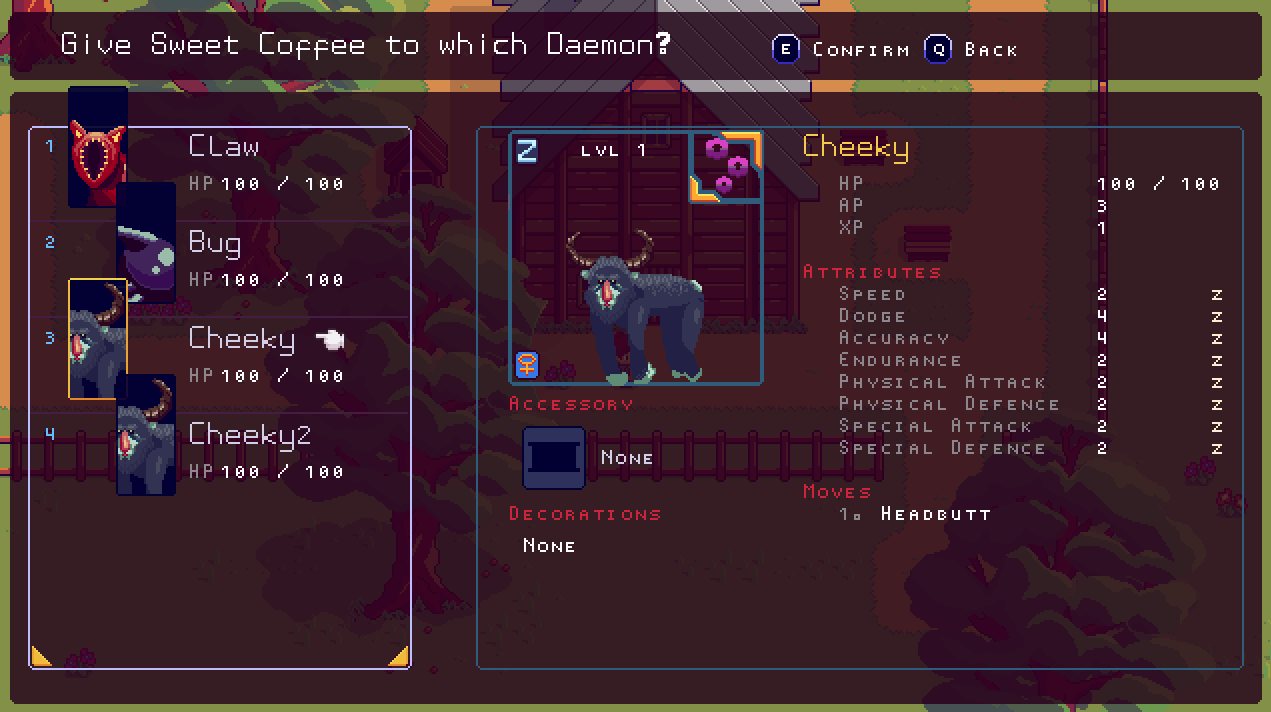 Give Sweet Coffee to which Daemon?
E Confirm Q Back
1 Claw
HP 100 / 100
2 Bug
HP 100 / 100
3 Cheeky
HP 100 / 100
4 Cheeky2
HP 100 / 100
Z LVL 1
Accessory
None
Decorations
None
Cheeky
HP 100 / 100
AP 3
XP 1
Attributes
Speed 2 Z
Dodge 4 Z
Accuracy 4 Z
Endurance 2 Z
Physical Attack 2 Z
Physical Defence 2 Z
Special Attack 2 Z
Special Defence 2 Z
Moves
1. Headbutt